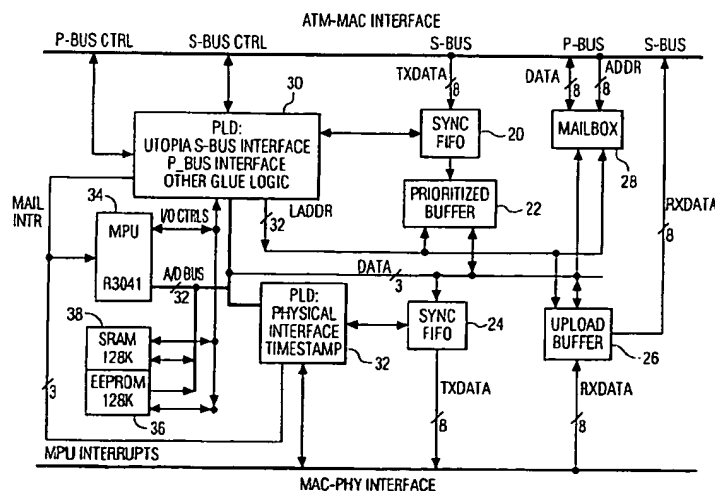 ATM-MAC INTERFACE
P-BUS CTRL
S-BUS CTRL
S-BUS
P-BUS
S-BUS
TXDATA
8
DATA
8
ADDR
8
30
PLD:
UTOPIA S-BUS INTERFACE
P_BUS INTERFACE
OTHER GLUE LOGIC
SYNC
FIFO
20
MAILBOX
28
MAIL
INTR
34
I/O CTRLS
MPU
R3041
LADDR
32
PRIORITIZED
BUFFER
22
RXDATA
8
A/D BUS
32
DATA
3
38
SRAM
128K
EEPROM
128K
36
3
PLD:
PHYSICAL
INTERFACE
TIMESTAMP
32
SYNC
FIFO
24
UPLOAD
BUFFER
26
TXDATA
8
RXDATA
8
MPU INTERRUPTS
MAC-PHY INTERFACE